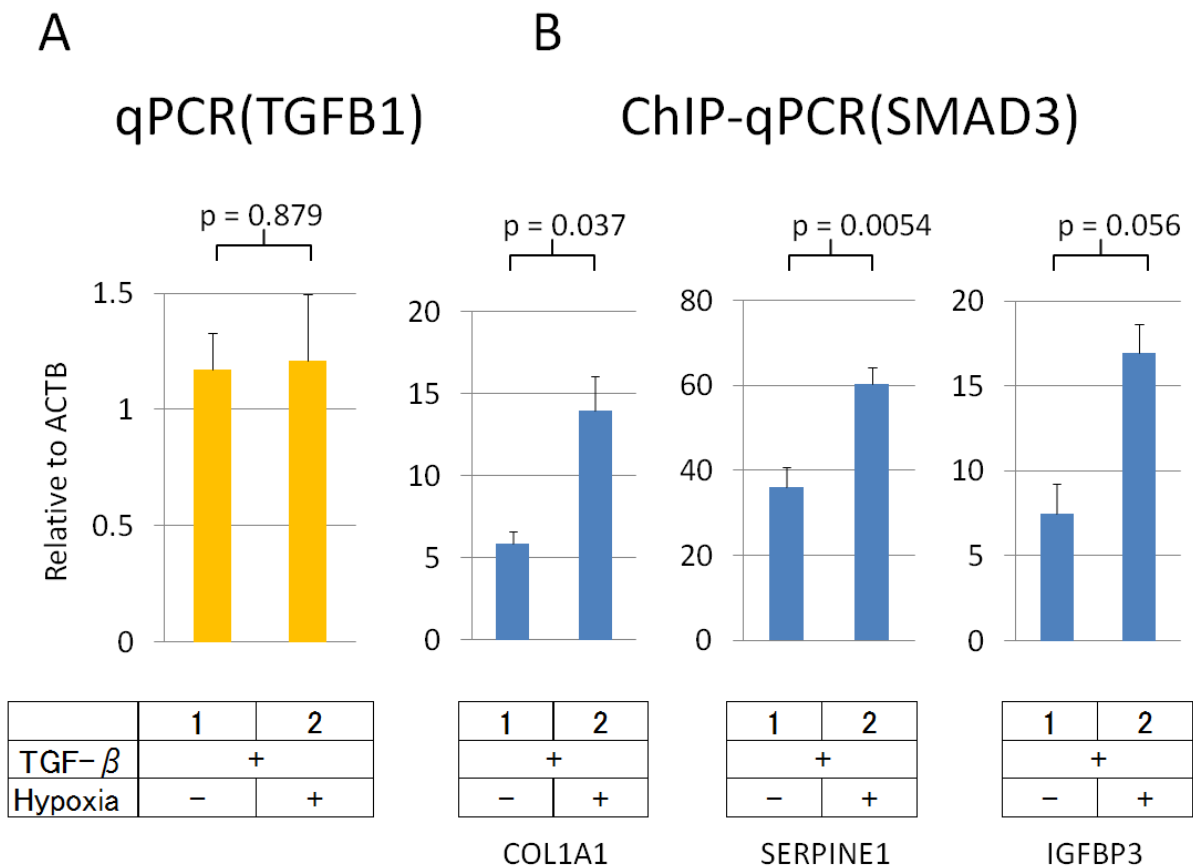 A
B
qPCR(TGFB1)
ChIP-qPCR(SMAD3)
p = 0.879
p = 0.037
p = 0.0054
p = 0.056
Relative to ACTB
1.5
1
0.5
0
20
15
10
5
0
80
60
40
20
0
20
15
10
5
0
1 2
TGF-β +
Hypoxia − +
1 2
+
− +
COL1A1
1 2
+
− +
SERPINE1
1 2
+
− +
IGFBP3